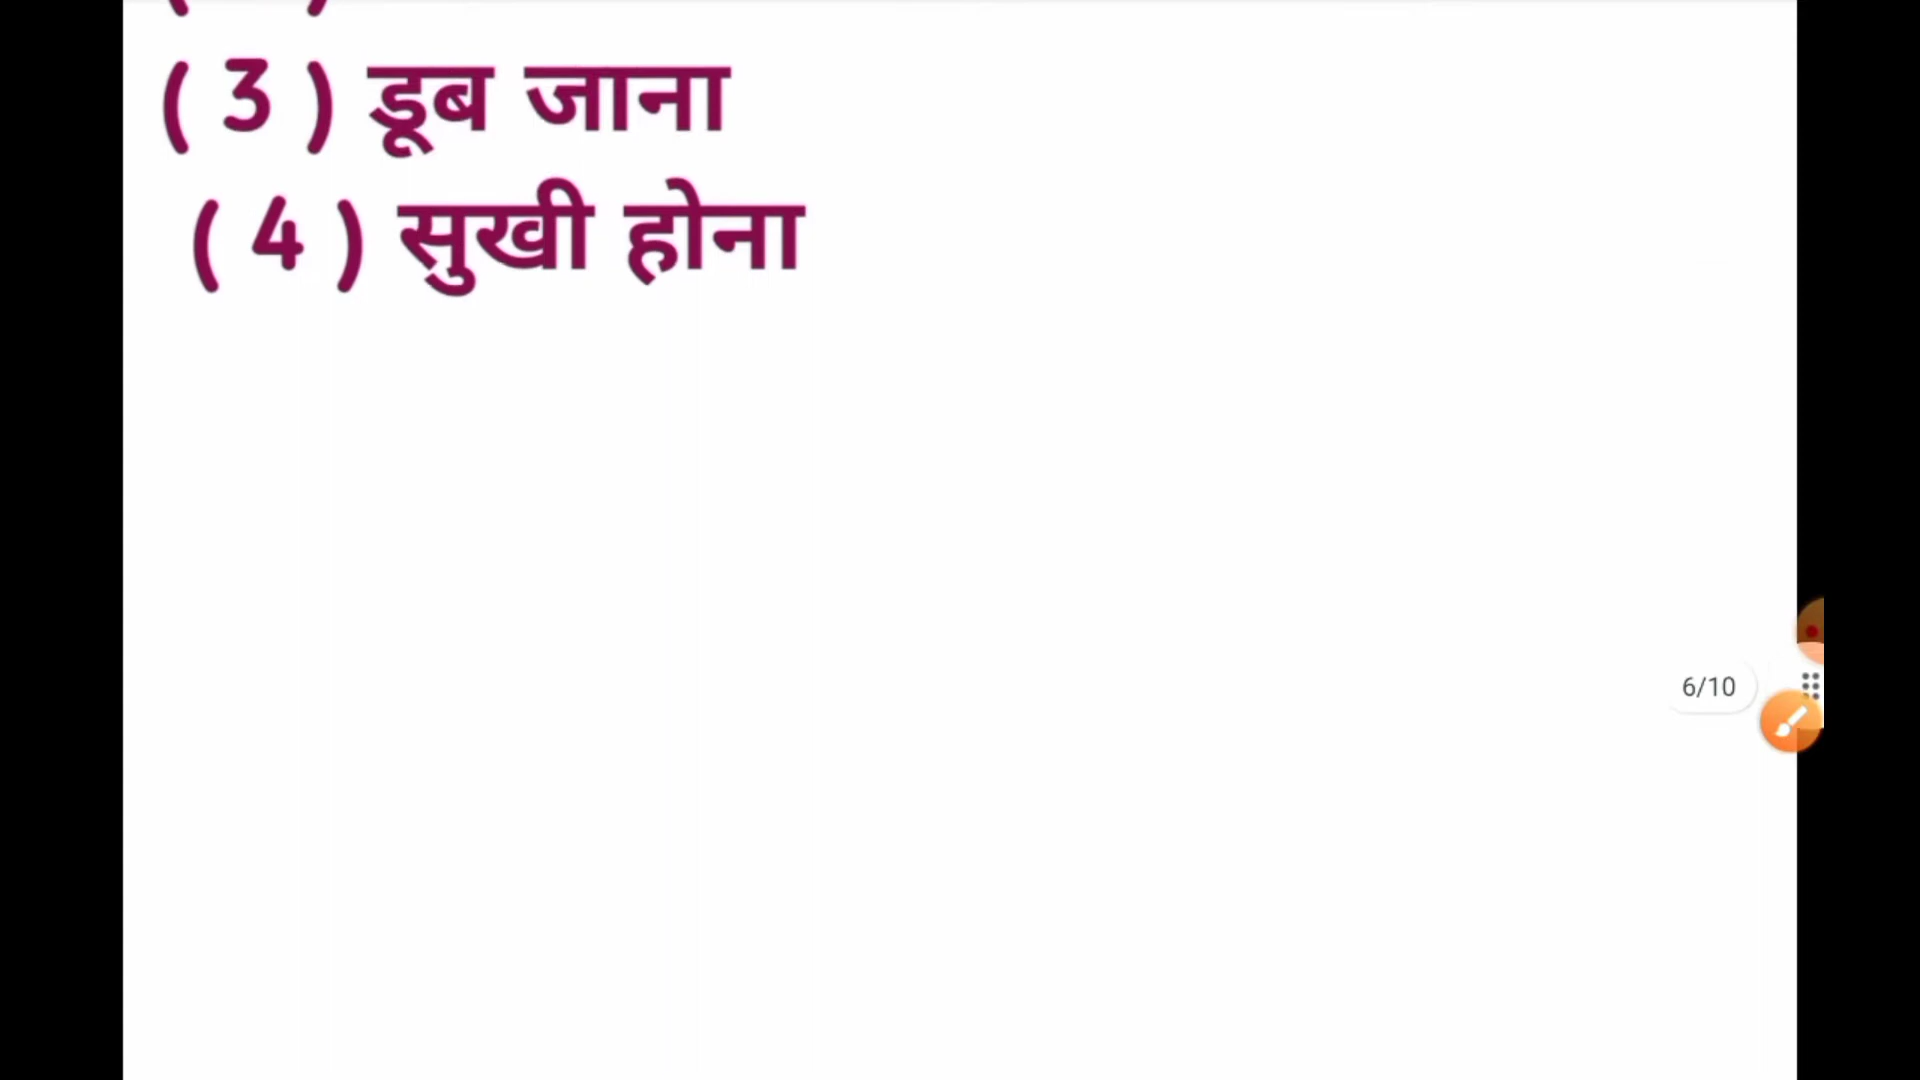 ( 3 ) डूब जाना
( 4 ) सुखी होना
6/10